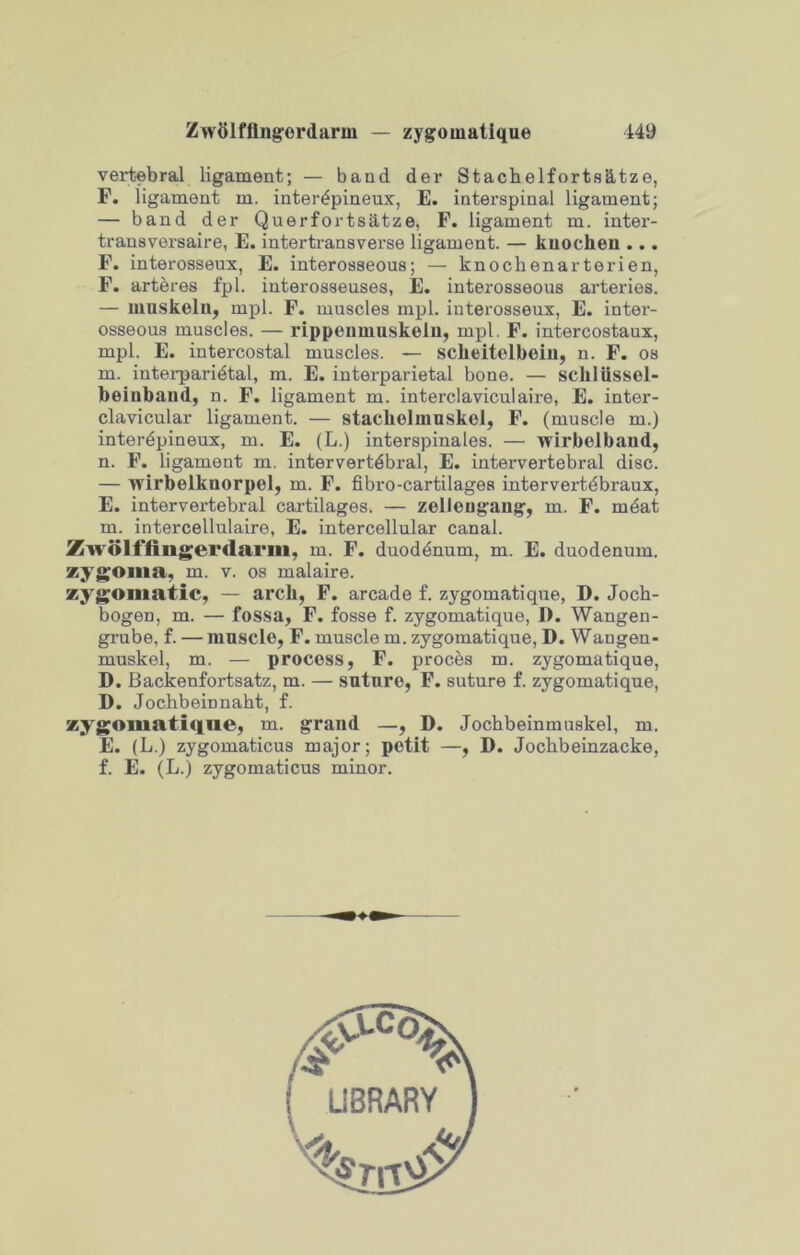 Zwölffingerdarm — zygomatique 449
vertebral ligament; — band der Stachelfortsätze,
F. ligament m. interépineux, E. interspinal ligament;
— band der Querfortsätze, F. ligament m. inter-
transversaire, E. intertransverse ligament. — knochen ...
F. interosseux, E. interosseous; — knochenarterien,
F. artères fpl. interosseuses, E. interosseous arteries.
— muskeln, mpl. F. muscles mpl. interosseux, E. inter-
osseous muscles. — rippenmuskeln, mpl. F. intercostaux,
mpl. E. intercostal muscles. — scheitelbein, n. F. os
m. interpariétal, m. E. interparietal bone. — schlüssel-
beinband, n. F. ligament m. interclaviculaire, E. inter-
clavicular ligament. — stachelmuskel, F. (muscle m.)
interépineux, m. E. (L.) interspinales. — wirbelband,
n. F. ligament m. intervertébral, E. intervertebral disc.
— wirbelknorpel, m. F. fibro-cartilages intervertébraux,
E. intervertebral cartilages. — zellengang, m. F. méat
m. intercellulaire, E. intercellular canal.
Zwölffingerdarm, m. F. duodénum, m. E. duodenum.
zygoma, m. v. os malaire.
zygomatic, — arch, F. arcade f. zygomatique, D. Joch-
bogen, m. — fossa, F. fosse f. zygomatique, D. Wangen-
grube, f. — muscle, F. muscle m. zygomatique, D. Wangen-
muskel, m. — process, F. procès m. zygomatique,
D. Backenfortsatz, m. — suture, F. suture f. zygomatique,
D. Jochbeinnaht, f.
zygomatique, m. grand —, D. Jochbeinmuskel, m.
E. (L.) zygomaticus major; petit —, D. Jochbeinzacke,
f. E. (L.) zygomaticus minor.
WELLCOME
LIBRARY
INSTITUTE